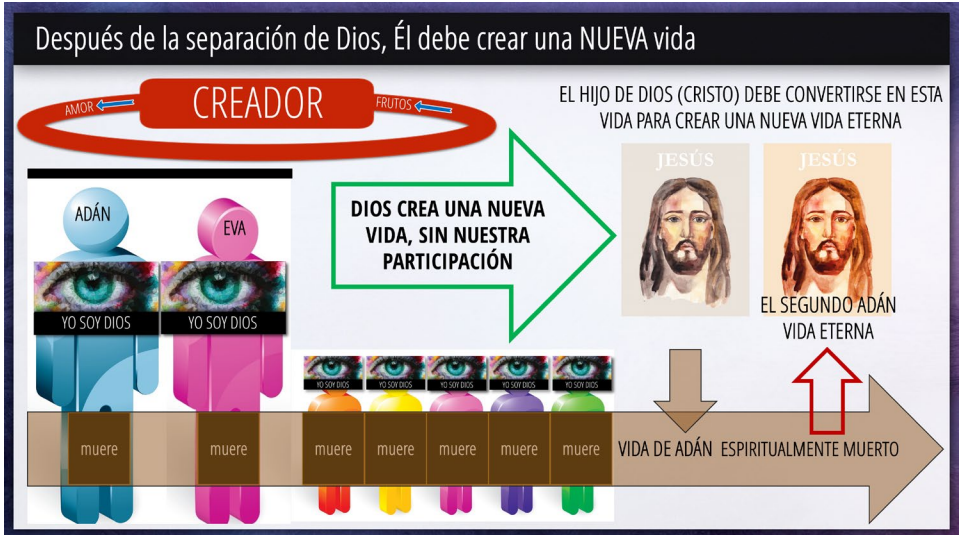 Después de la separación de Dios, Él debe crear una NUEVA vida
AMOR
CREADOR
FRUTOS
EL HIJO DE DIOS (CRISTO) DEBE CONVERTIRSE EN ESTA
VIDA PARA CREAR UNA NUEVA VIDA ETERNA
JESÚS
JESÚS
ADÁN
EVA
DIOS CREA UNA NUEVA
VIDA, SIN NUESTRA
PARTICIPACIÓN
YO SOY DIOS
YO SOY DIOS
EL SEGUNDO ADÁN
VIDA ETERNA
YO SOY DIOS
YO SOY DIOS
YO SOY DIOS
YO SOY DIOS
YO SOY DIOS
muere
muere
muere
muere
muere
muere
muere
VIDA DE ADÁN
ESPIRITUALMENTE MUERTO